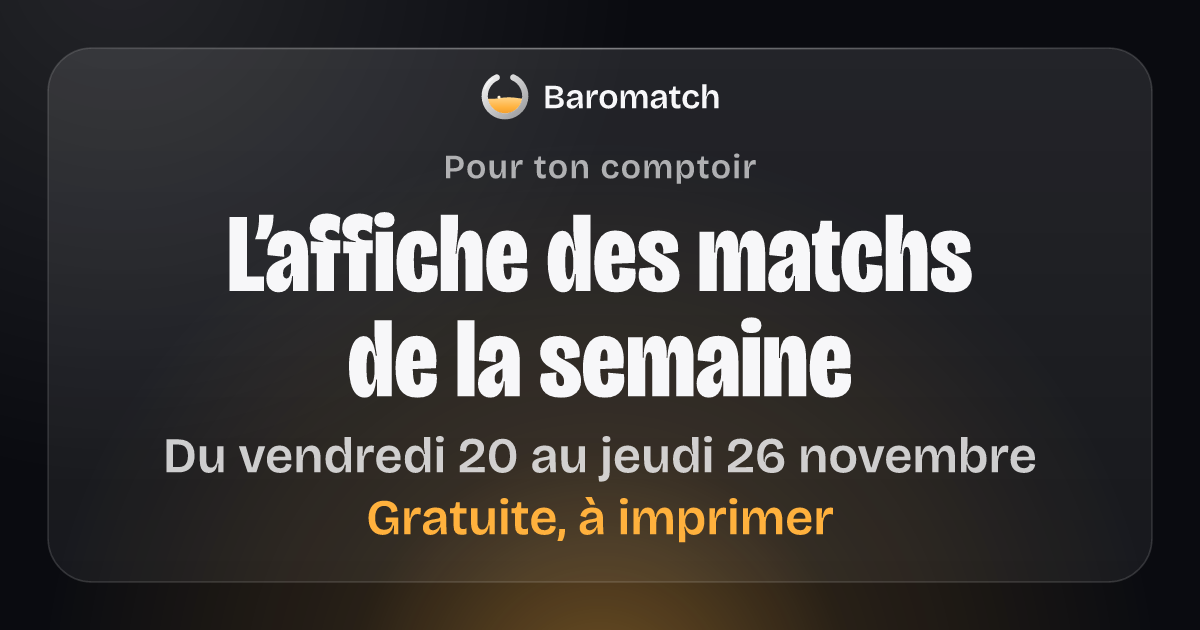 Baromatch
Pour ton comptoir
L’affiche des matchs
de la semaine
Du vendredi 20 au jeudi 26 novembre
Gratuite, à imprimer